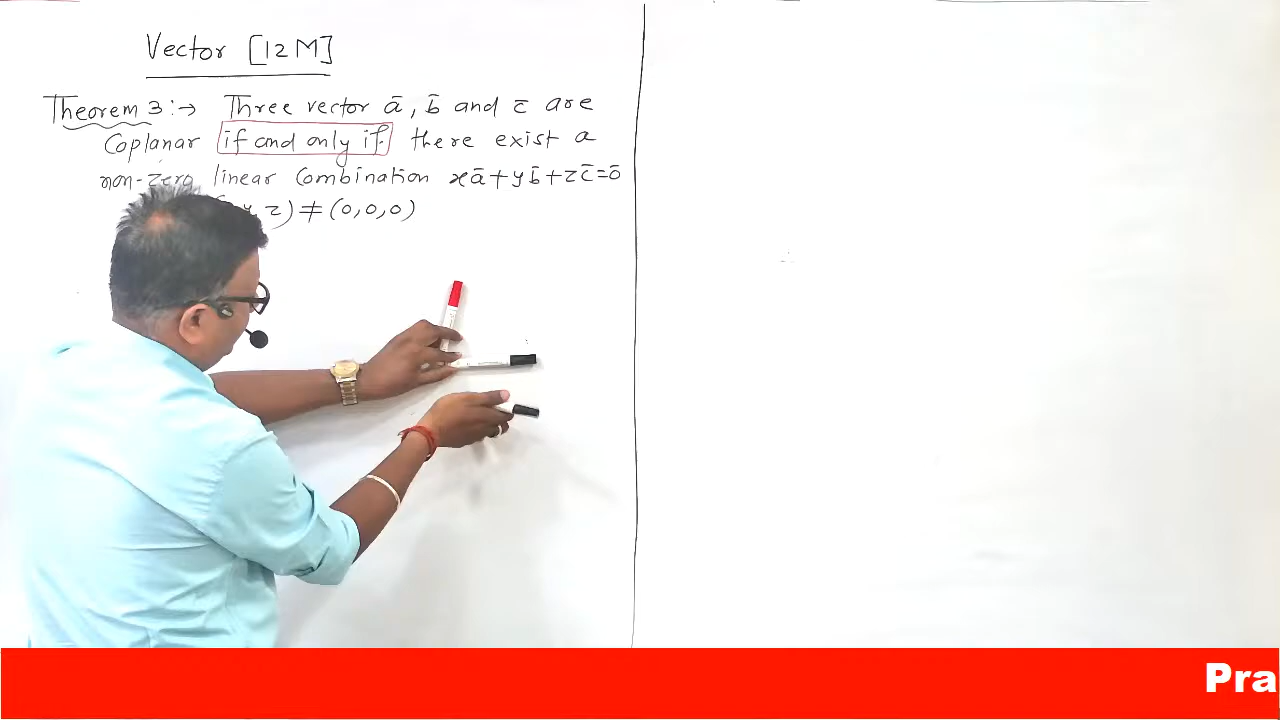 Vector [12 M]
Theorem 3:→ Three vector ā, b̄ and c̄ are
Coplanar if and only if there exist a
non-zero linear Combination xā+yb̄+zc̄=ō
z) ≠ (0,0,0)
Pra